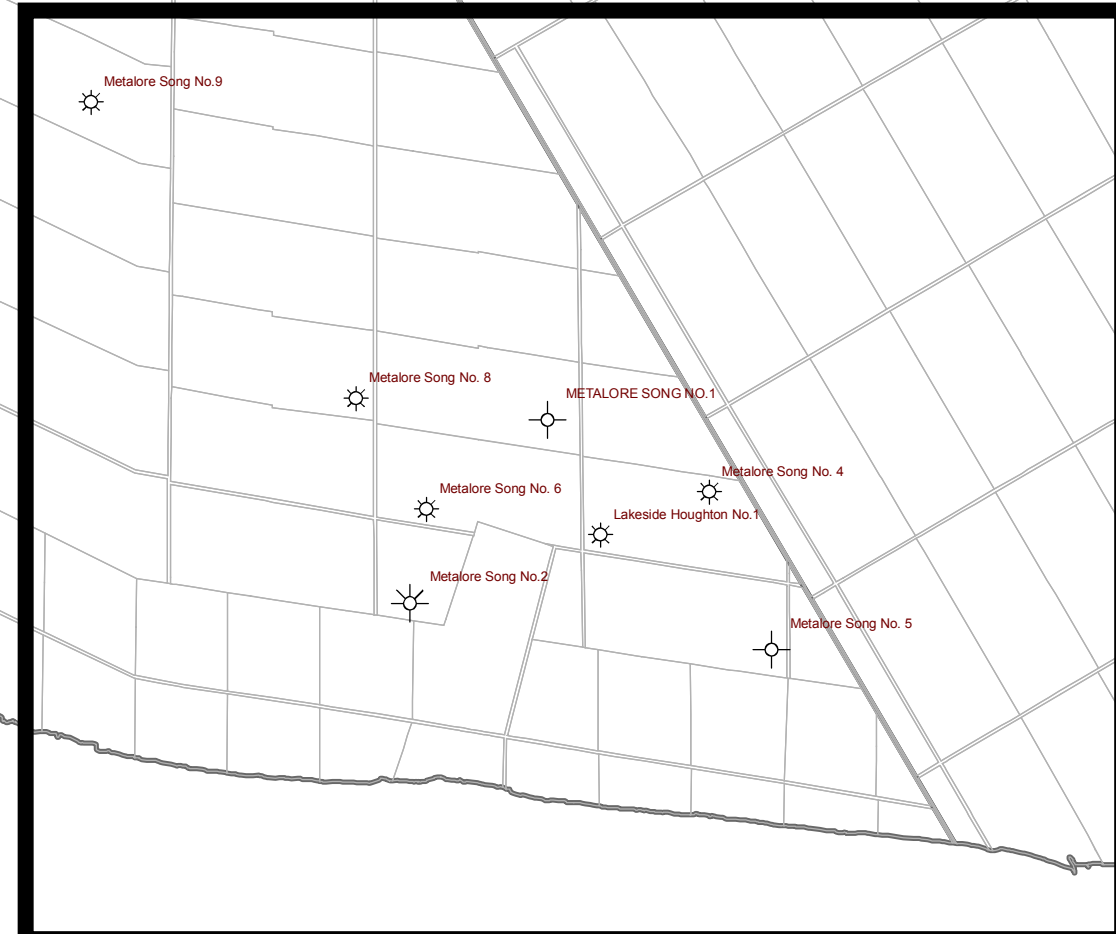 Metalore Song No.9
Metalore Song No. 8
METALORE SONG NO.1
Metalore Song No. 4
Metalore Song No. 6
Lakeside Houghton No.1
Metalore Song No.2
Metalore Song No. 5